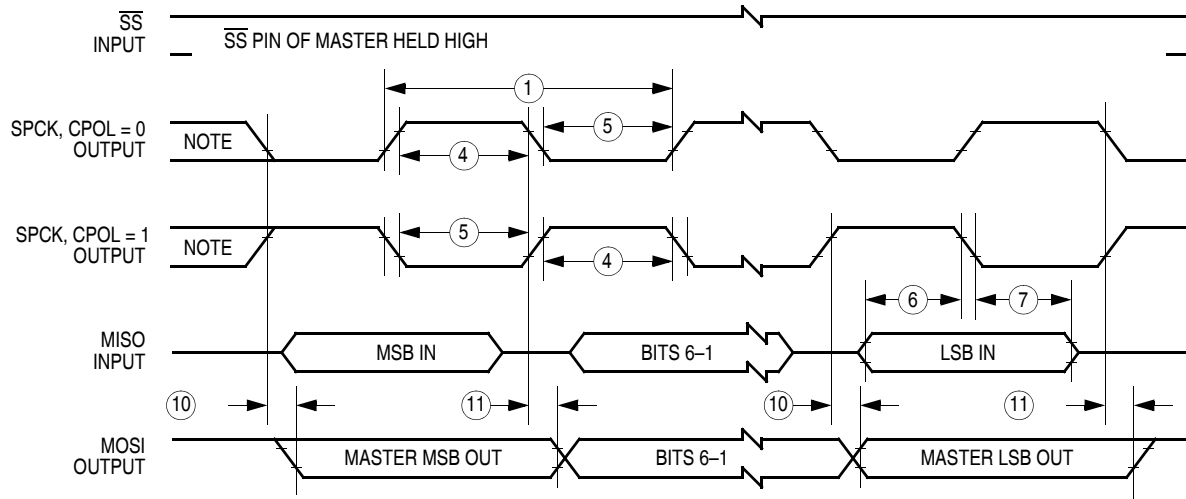 S̅S̅
INPUT
S̅S̅ PIN OF MASTER HELD HIGH
1
SPCK, CPOL = 0
OUTPUT
NOTE
5
4
SPCK, CPOL = 1
OUTPUT
NOTE
5
4
6
7
MISO
INPUT
MSB IN
BITS 6–1
LSB IN
10
11
10
11
MOSI
OUTPUT
MASTER MSB OUT
BITS 6–1
MASTER LSB OUT